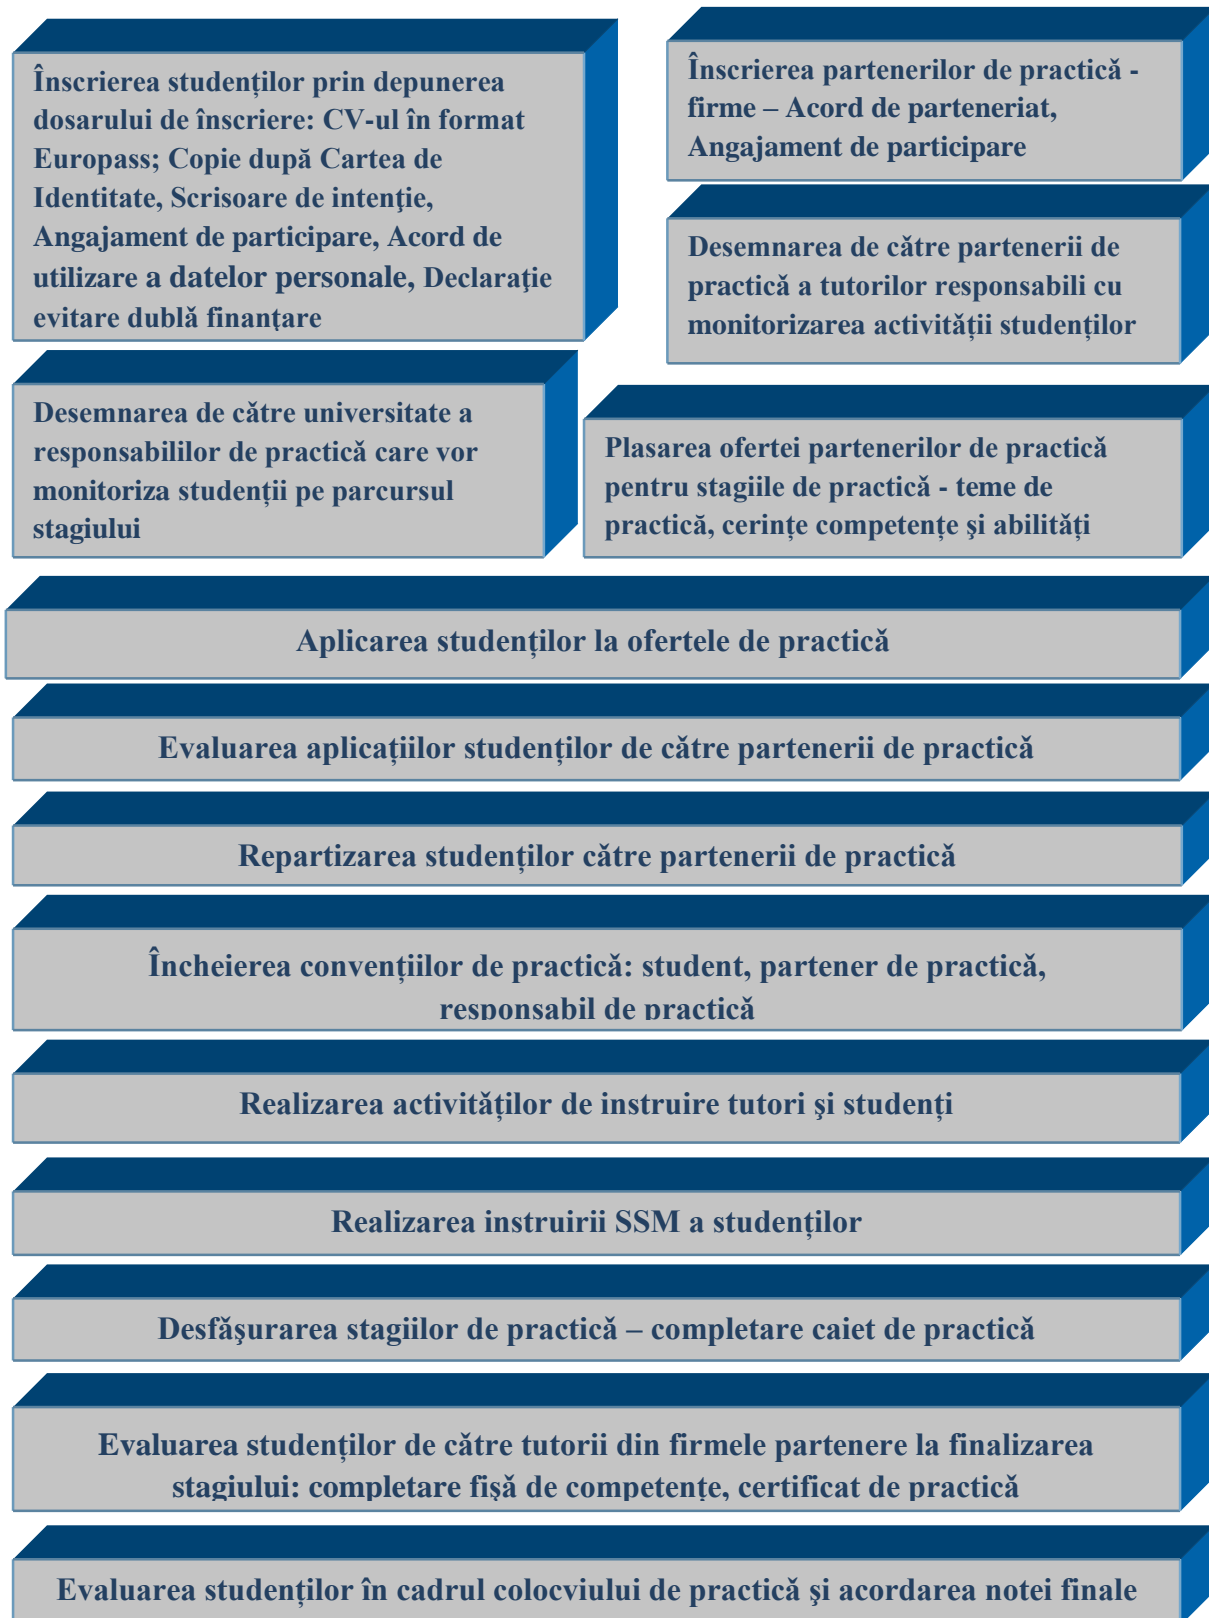 Înscrierea studenților prin depunerea
dosarului de înscriere: CV-ul în format
Europass; Copie după Cartea de
Identitate, Scrisoare de intenţie,
Angajament de participare, Acord de
utilizare a datelor personale, Declaraţie
evitare dublă finanțare
Înscrierea partenerilor de practică -
firme – Acord de parteneriat,
Angajament de participare
Desemnarea de către partenerii de
practică a tutorilor responsabili cu
monitorizarea activității studenților
Desemnarea de către universitate a
responsabililor de practică care vor
monitoriza studenții pe parcursul
stagiului
Plasarea ofertei partenerilor de practică
pentru stagiile de practică - teme de
practică, cerințe competențe şi abilități
Aplicarea studenților la ofertele de practică
Evaluarea aplicațiilor studenților de către partenerii de practică
Repartizarea studenților către partenerii de practică
Încheierea convențiilor de practică: student, partener de practică,
responsabil de practică
Realizarea activităților de instruire tutori şi studenți
Realizarea instruirii SSM a studenților
Desfăşurarea stagiilor de practică – completare caiet de practică
Evaluarea studenților de către tutorii din firmele partenere la finalizarea
stagiului: completare fişă de competențe, certificat de practică
Evaluarea studenților în cadrul colocviului de practică şi acordarea notei finale